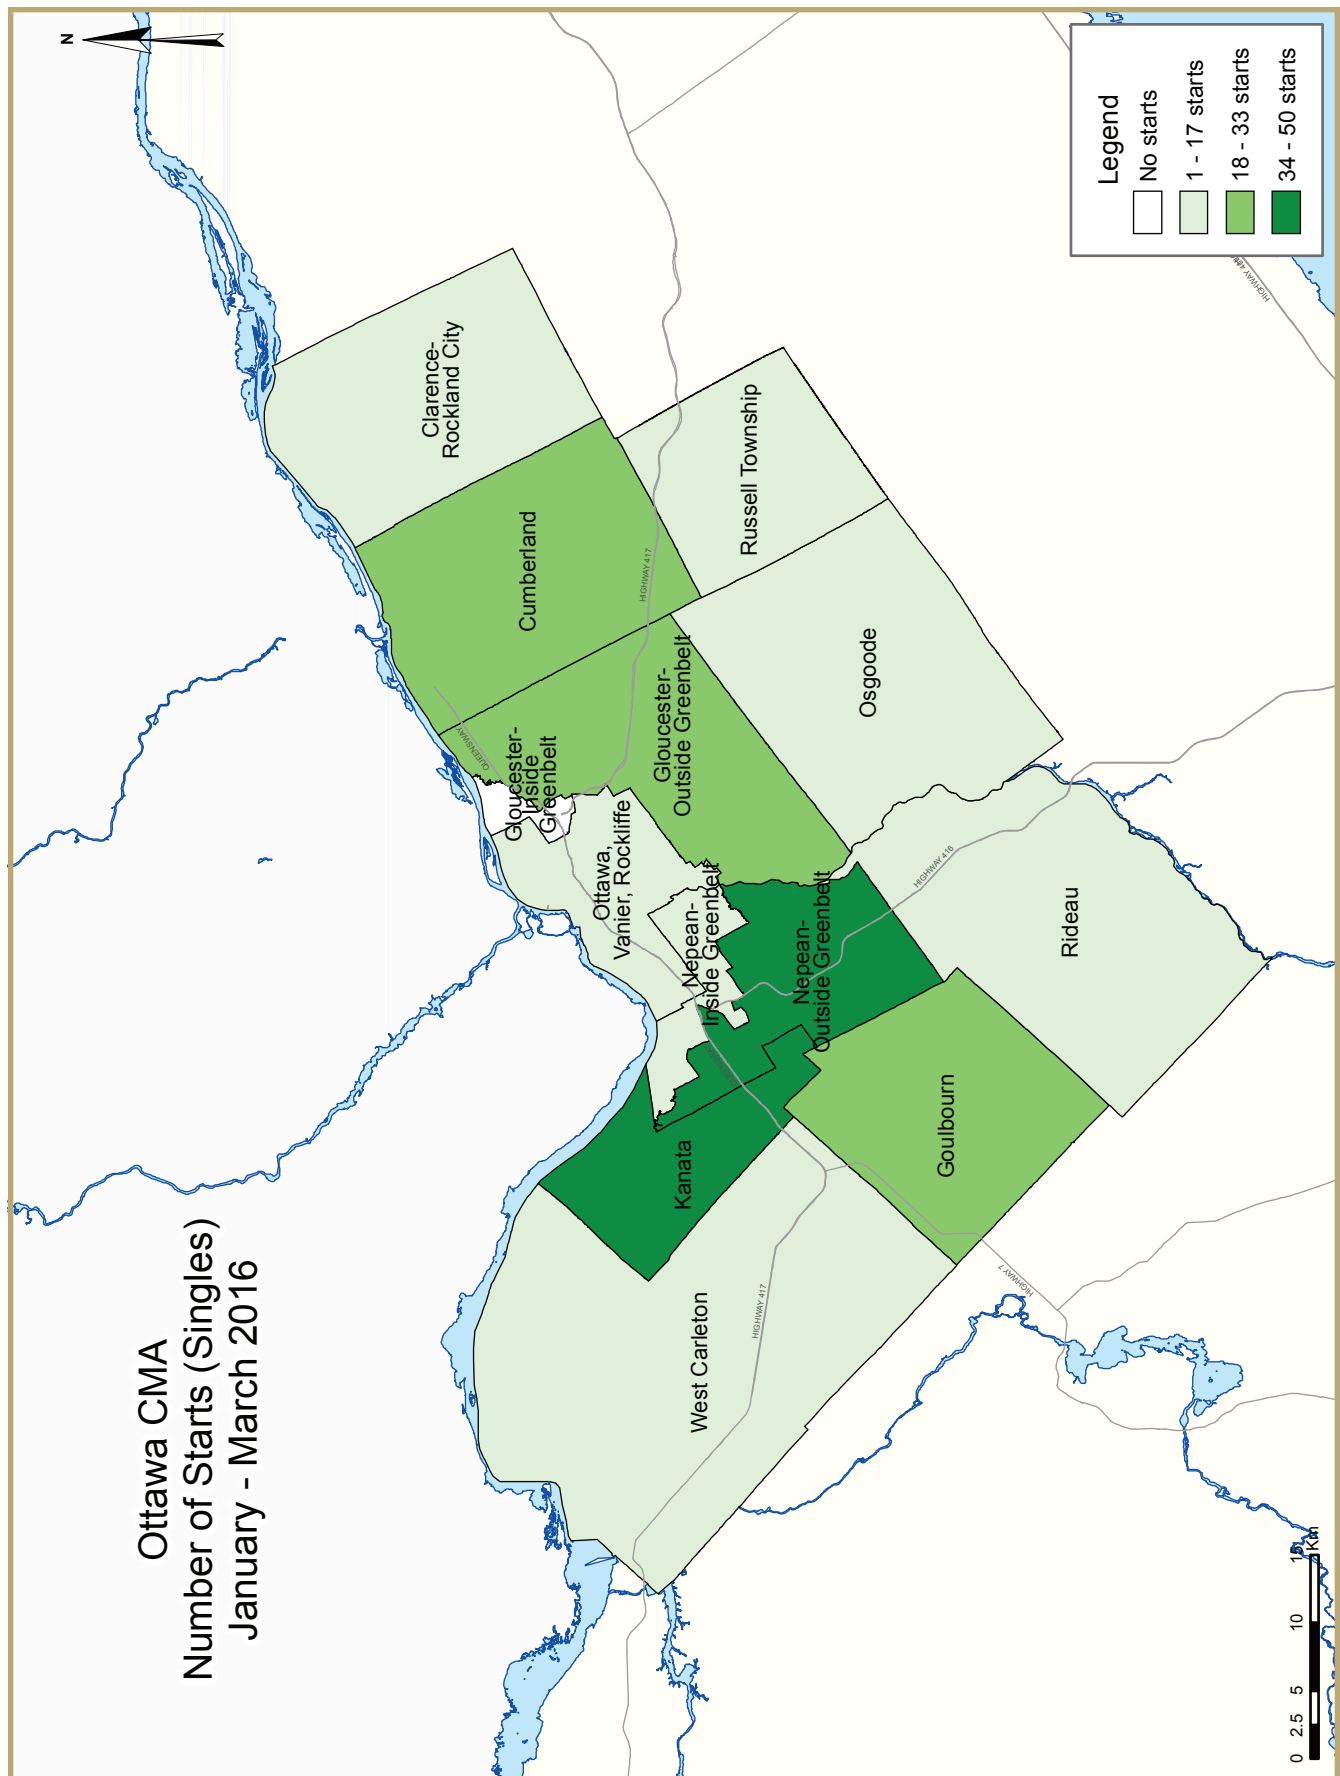 Ottawa CMA
Number of Starts (Singles)
January - March 2016
N
Legend
No starts
1 - 17 starts
18 - 33 starts
34 - 50 starts
Clarence-
Rockland City
Cumberland
Russell Township
HIGHWAY 417
QUEENSWAY
Gloucester-
Inside
Greenbelt
Gloucester-
Outside Greenbelt
Osgoode
Ottawa,
Vanier, Rockliffe
Nepean-
Inside Greenbelt
Nepean-
Outside Greenbelt
HIGHWAY 416
Rideau
Kanata
Goulbourn
West Carleton
HIGHWAY 417
HIGHWAY 7
HIGHWAY
0 2.5 5 10 15
Km